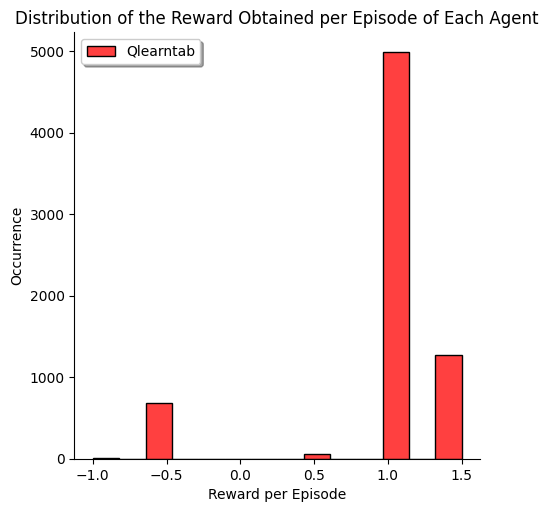 Distribution of the Reward Obtained per Episode of Each Agent
Qlearntab
5000
4000
3000
2000
1000
0
Occurrence
−1.0 −0.5 0.0 0.5 1.0 1.5
Reward per Episode